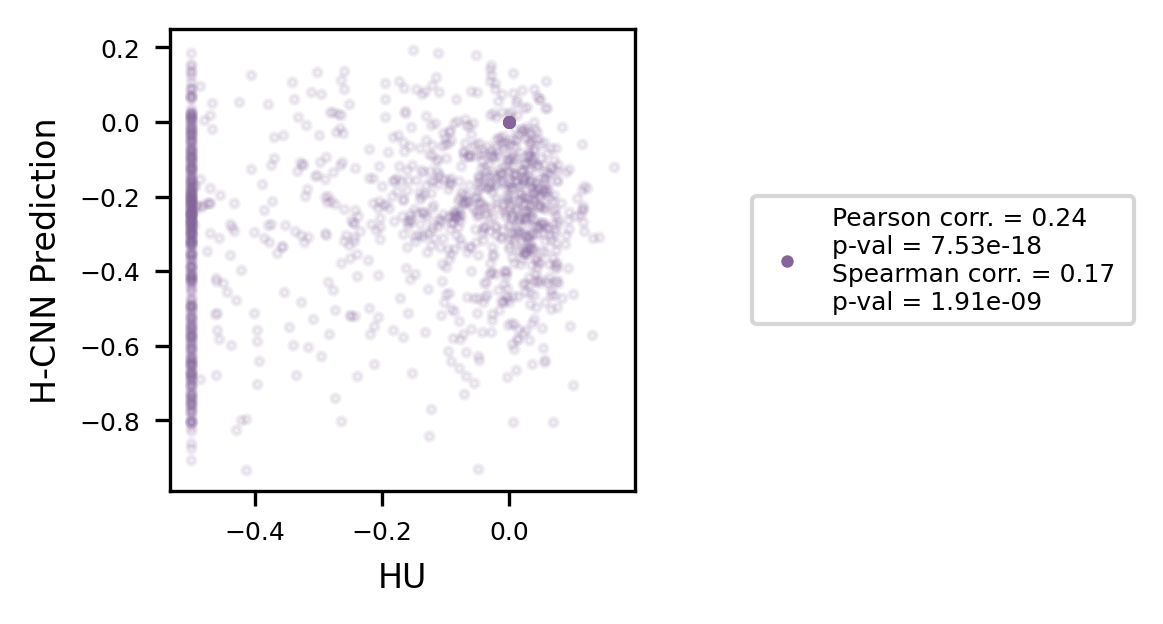 0.2
0.0
−0.2
−0.4
−0.6
−0.8
H-CNN Prediction
−0.4
−0.2
0.0
HU
Pearson corr. = 0.24
p-val = 7.53e-18
Spearman corr. = 0.17
p-val = 1.91e-09